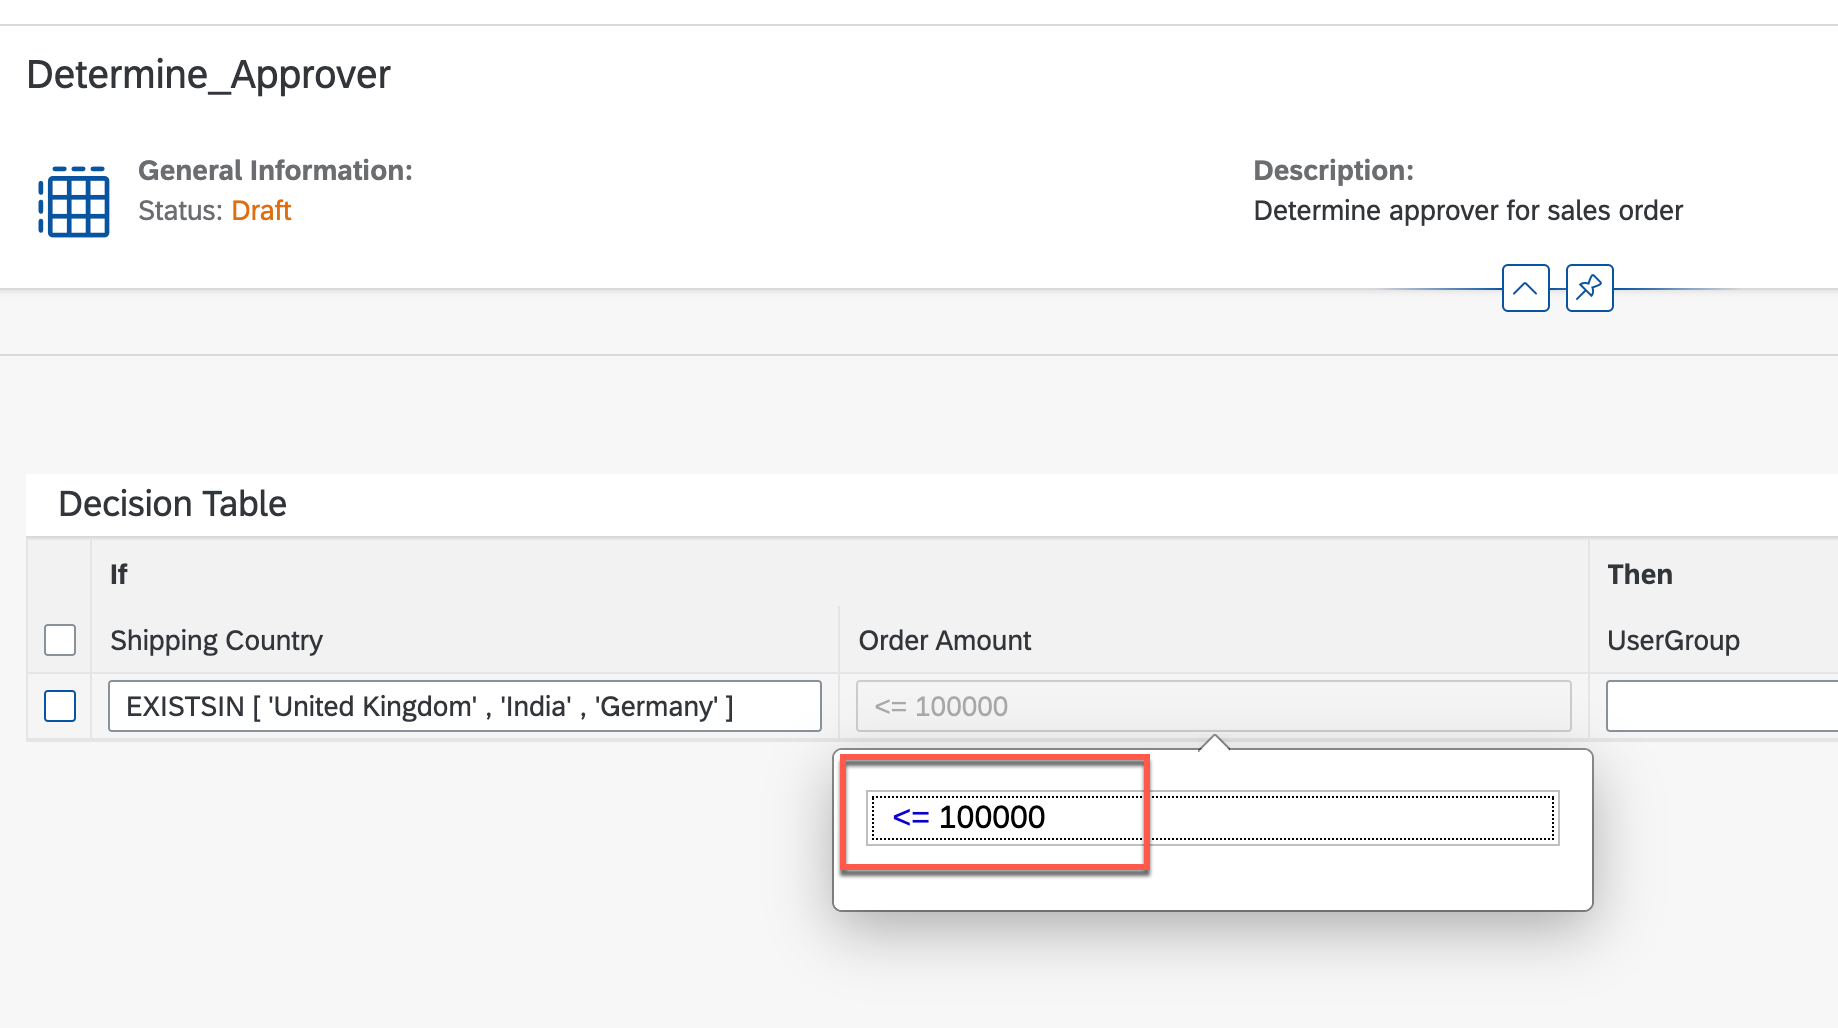 Determine_Approver
General Information:
Status: Draft
Description:
Determine approver for sales order
Decision Table
If
Then
Shipping Country
Order Amount
UserGroup
EXISTSIN [ 'United Kingdom' , 'India' , 'Germany' ]
<= 100000
<= 100000